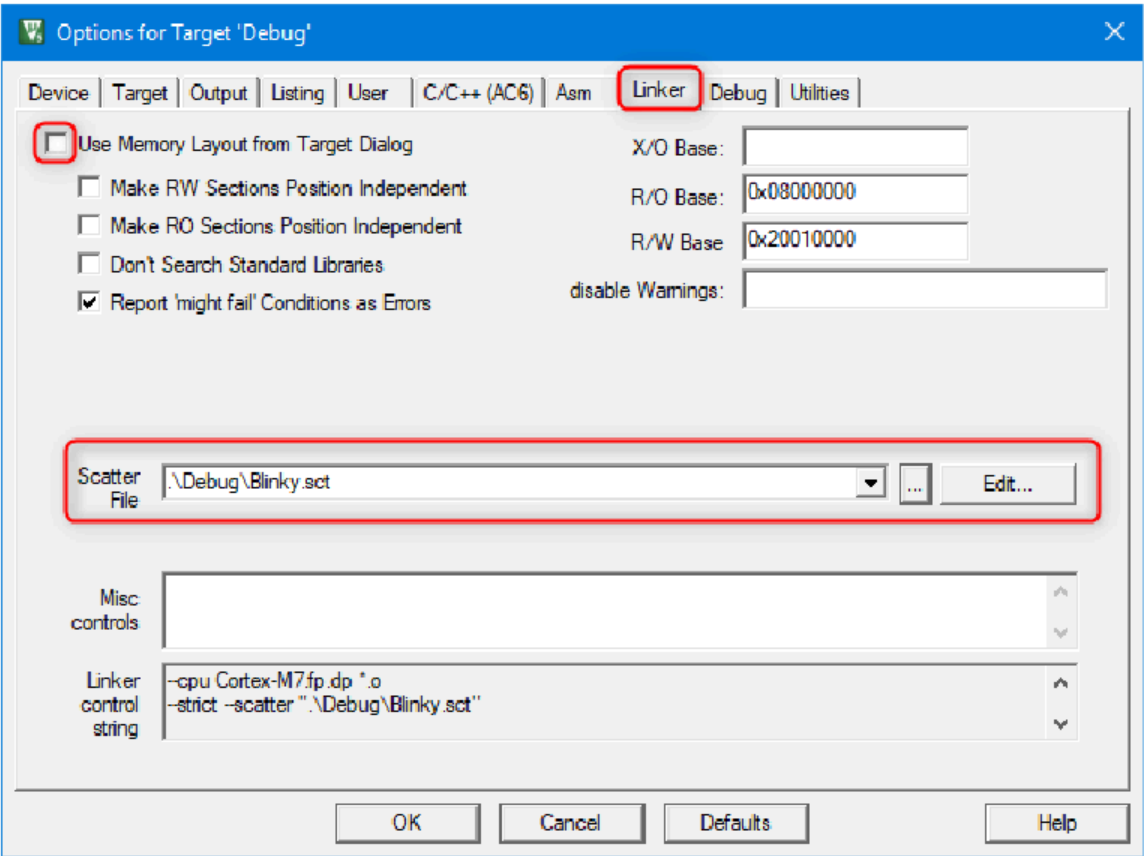 Options for Target 'Debug'
Device Target Output Listing User C/C++ (AC6) Asm Linker Debug Utilities
Use Memory Layout from Target Dialog
Make RW Sections Position Independent
Make RO Sections Position Independent
Don't Search Standard Libraries
Report 'might fail' Conditions as Errors
X/O Base:
R/O Base: 0x08000000
R/W Base 0x20010000
disable Warnings:
Scatter
File
.\Debug\Blinky.sct
...
Edit...
Misc
controls
Linker
control
string
--cpu Cortex-M7.fp.dp *.o
--strict --scatter ".\Debug\Blinky.sct"
OK Cancel Defaults Help